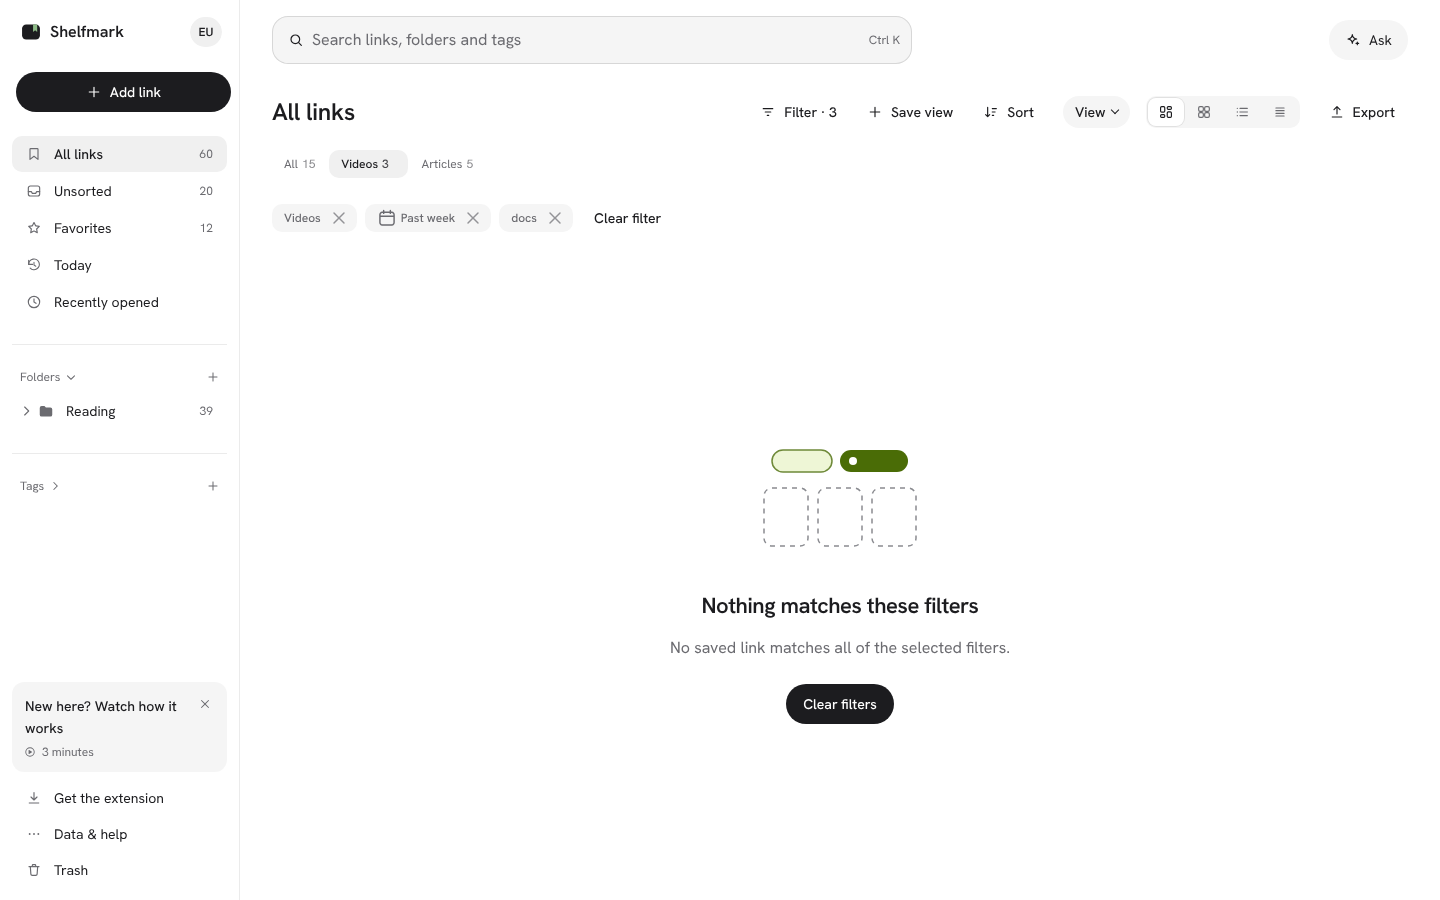 Shelfmark
EU
Add link
All links 60
Unsorted 20
Favorites 12
Today
Recently opened
Folders
Reading 39
Tags
New here? Watch how it
works
3 minutes
Get the extension
Data & help
Trash
Search links, folders and tags Ctrl K
Ask
All links
Filter · 3
Save view
Sort
View
Export
All 15
Videos 3
Articles 5
Videos
Past week
docs
Clear filter
Nothing matches these filters
No saved link matches all of the selected filters.
Clear filters